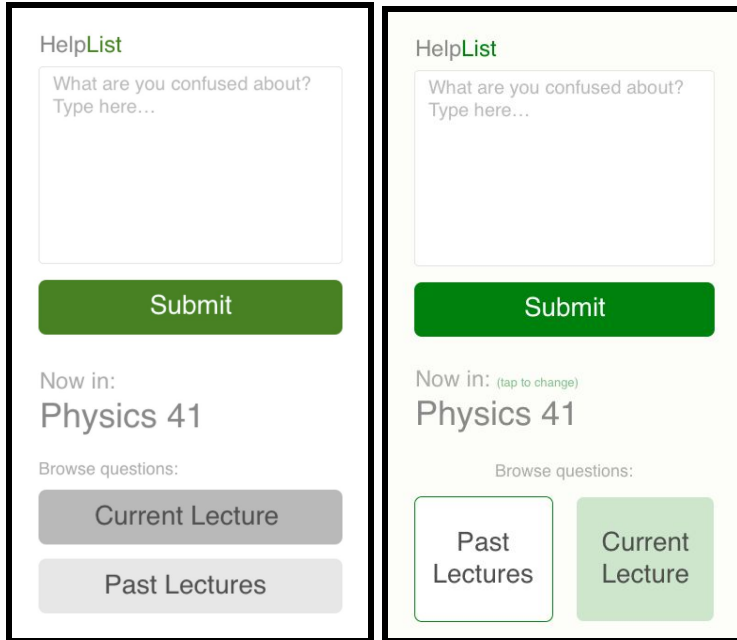 HelpList
What are you confused about?
Type here...
Submit
Now in:
Physics 41
Browse questions:
Current Lecture
Past Lectures
HelpList
What are you confused about?
Type here...
Submit
Now in: (tap to change)
Physics 41
Browse questions:
Past
Lectures
Current
Lecture